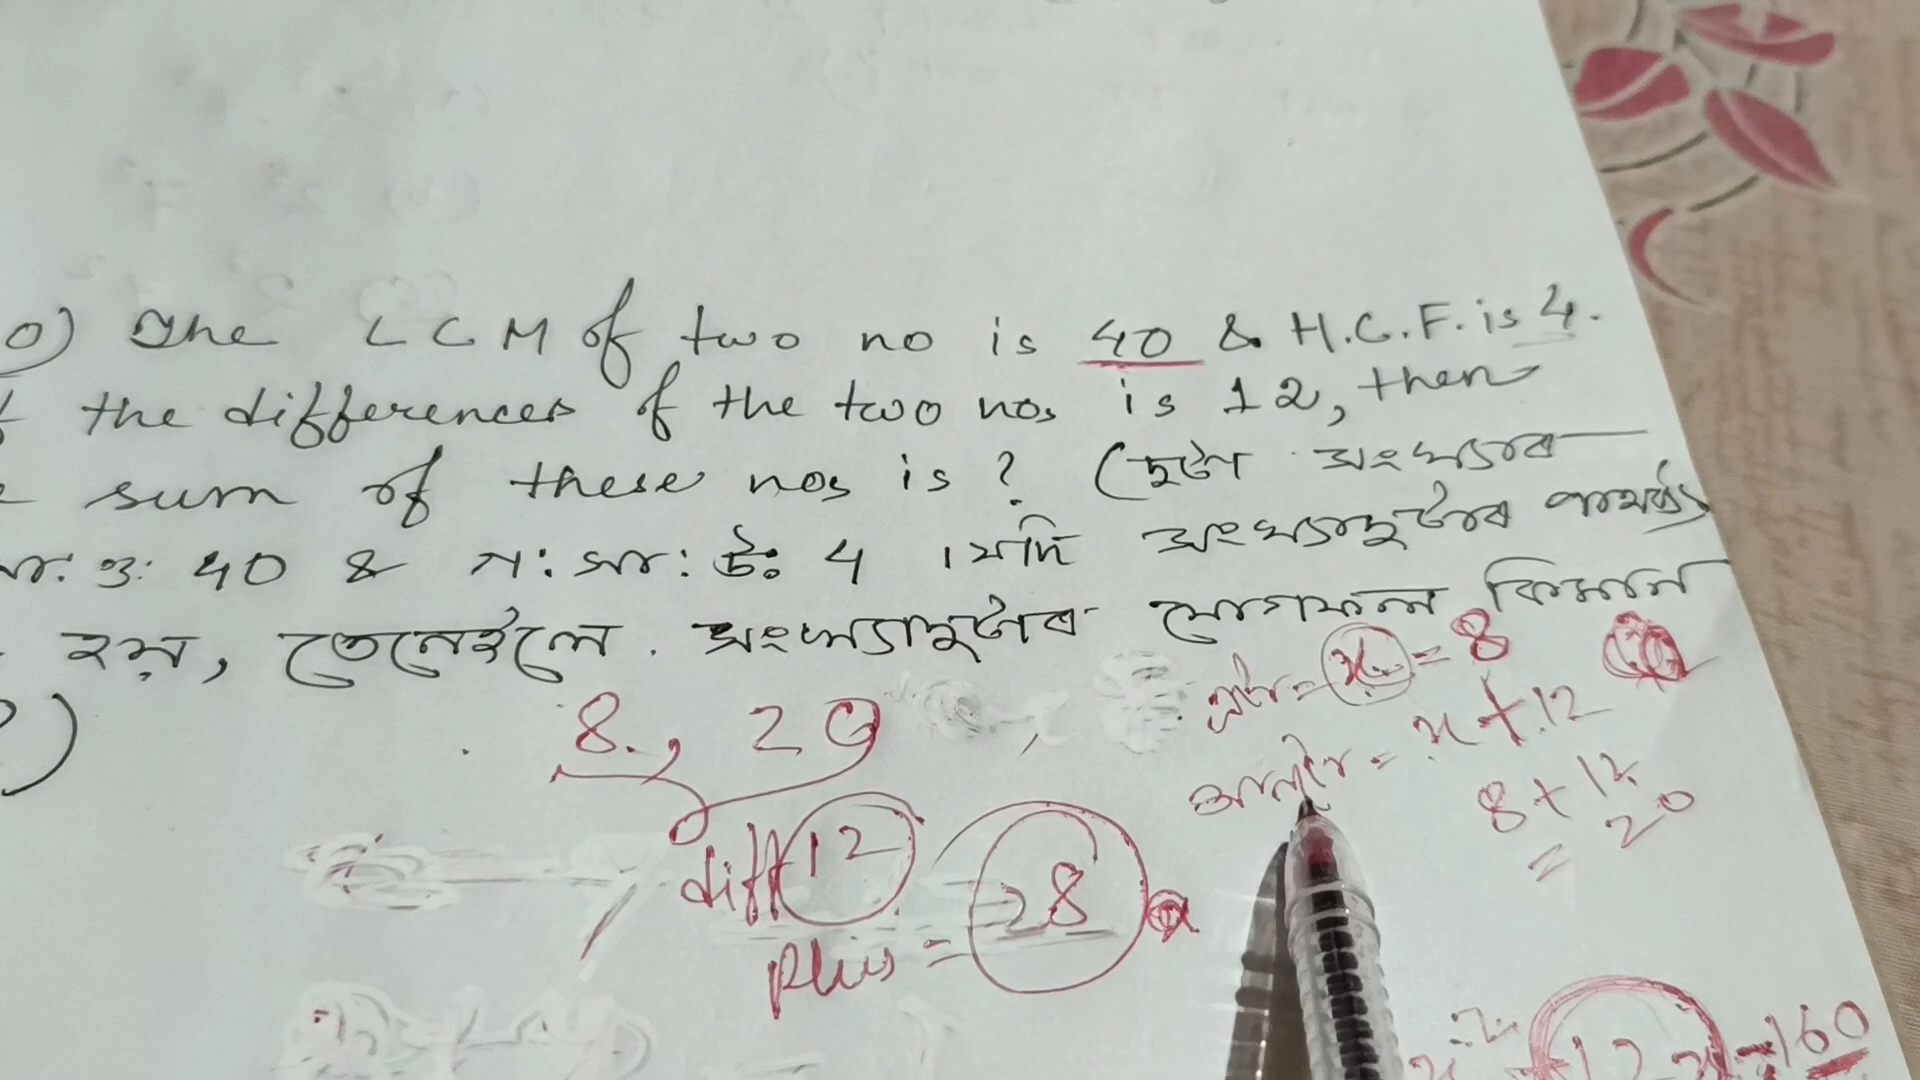 0) The LCM of two no is 40 & H.C.F. is 4.
the differences of the two nos is 12, then
sum of these nos is ? (দুটা সংখ্যাৰ
40 & গ: সা: উ: 4 । যদি সংখ্যাদুটাৰ পাৰ্থক্য
হয়, তেনেহ'লে সংখ্যাদুটাৰ যোগফল কিমান
?)
= x = 8
= x + 12
8 + 12
= 20
8, 20
diff 12
plus = 28
160